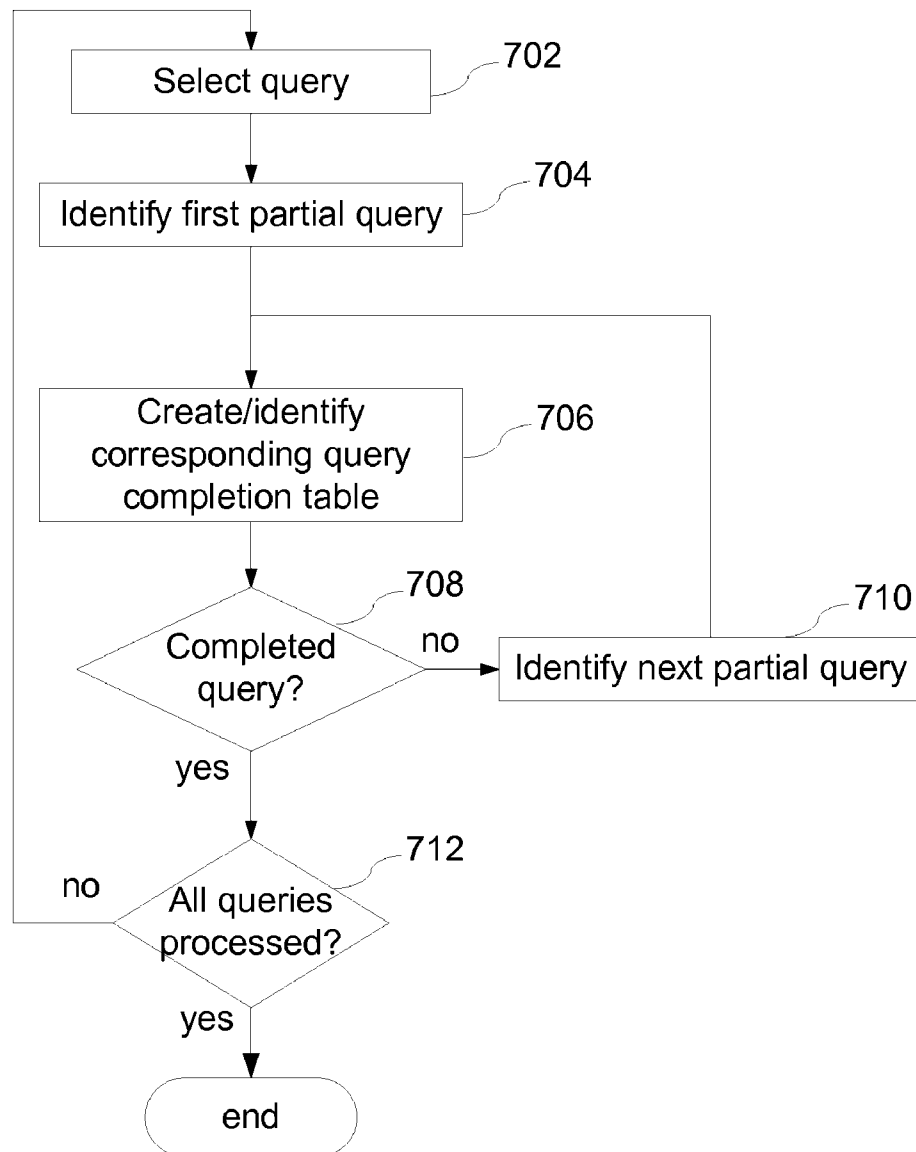 Select query
702
704
Identify first partial query
Create/identify
corresponding query
completion table
706
708
Completed
query?
no
710
Identify next partial query
yes
712
no
All queries
processed?
yes
end